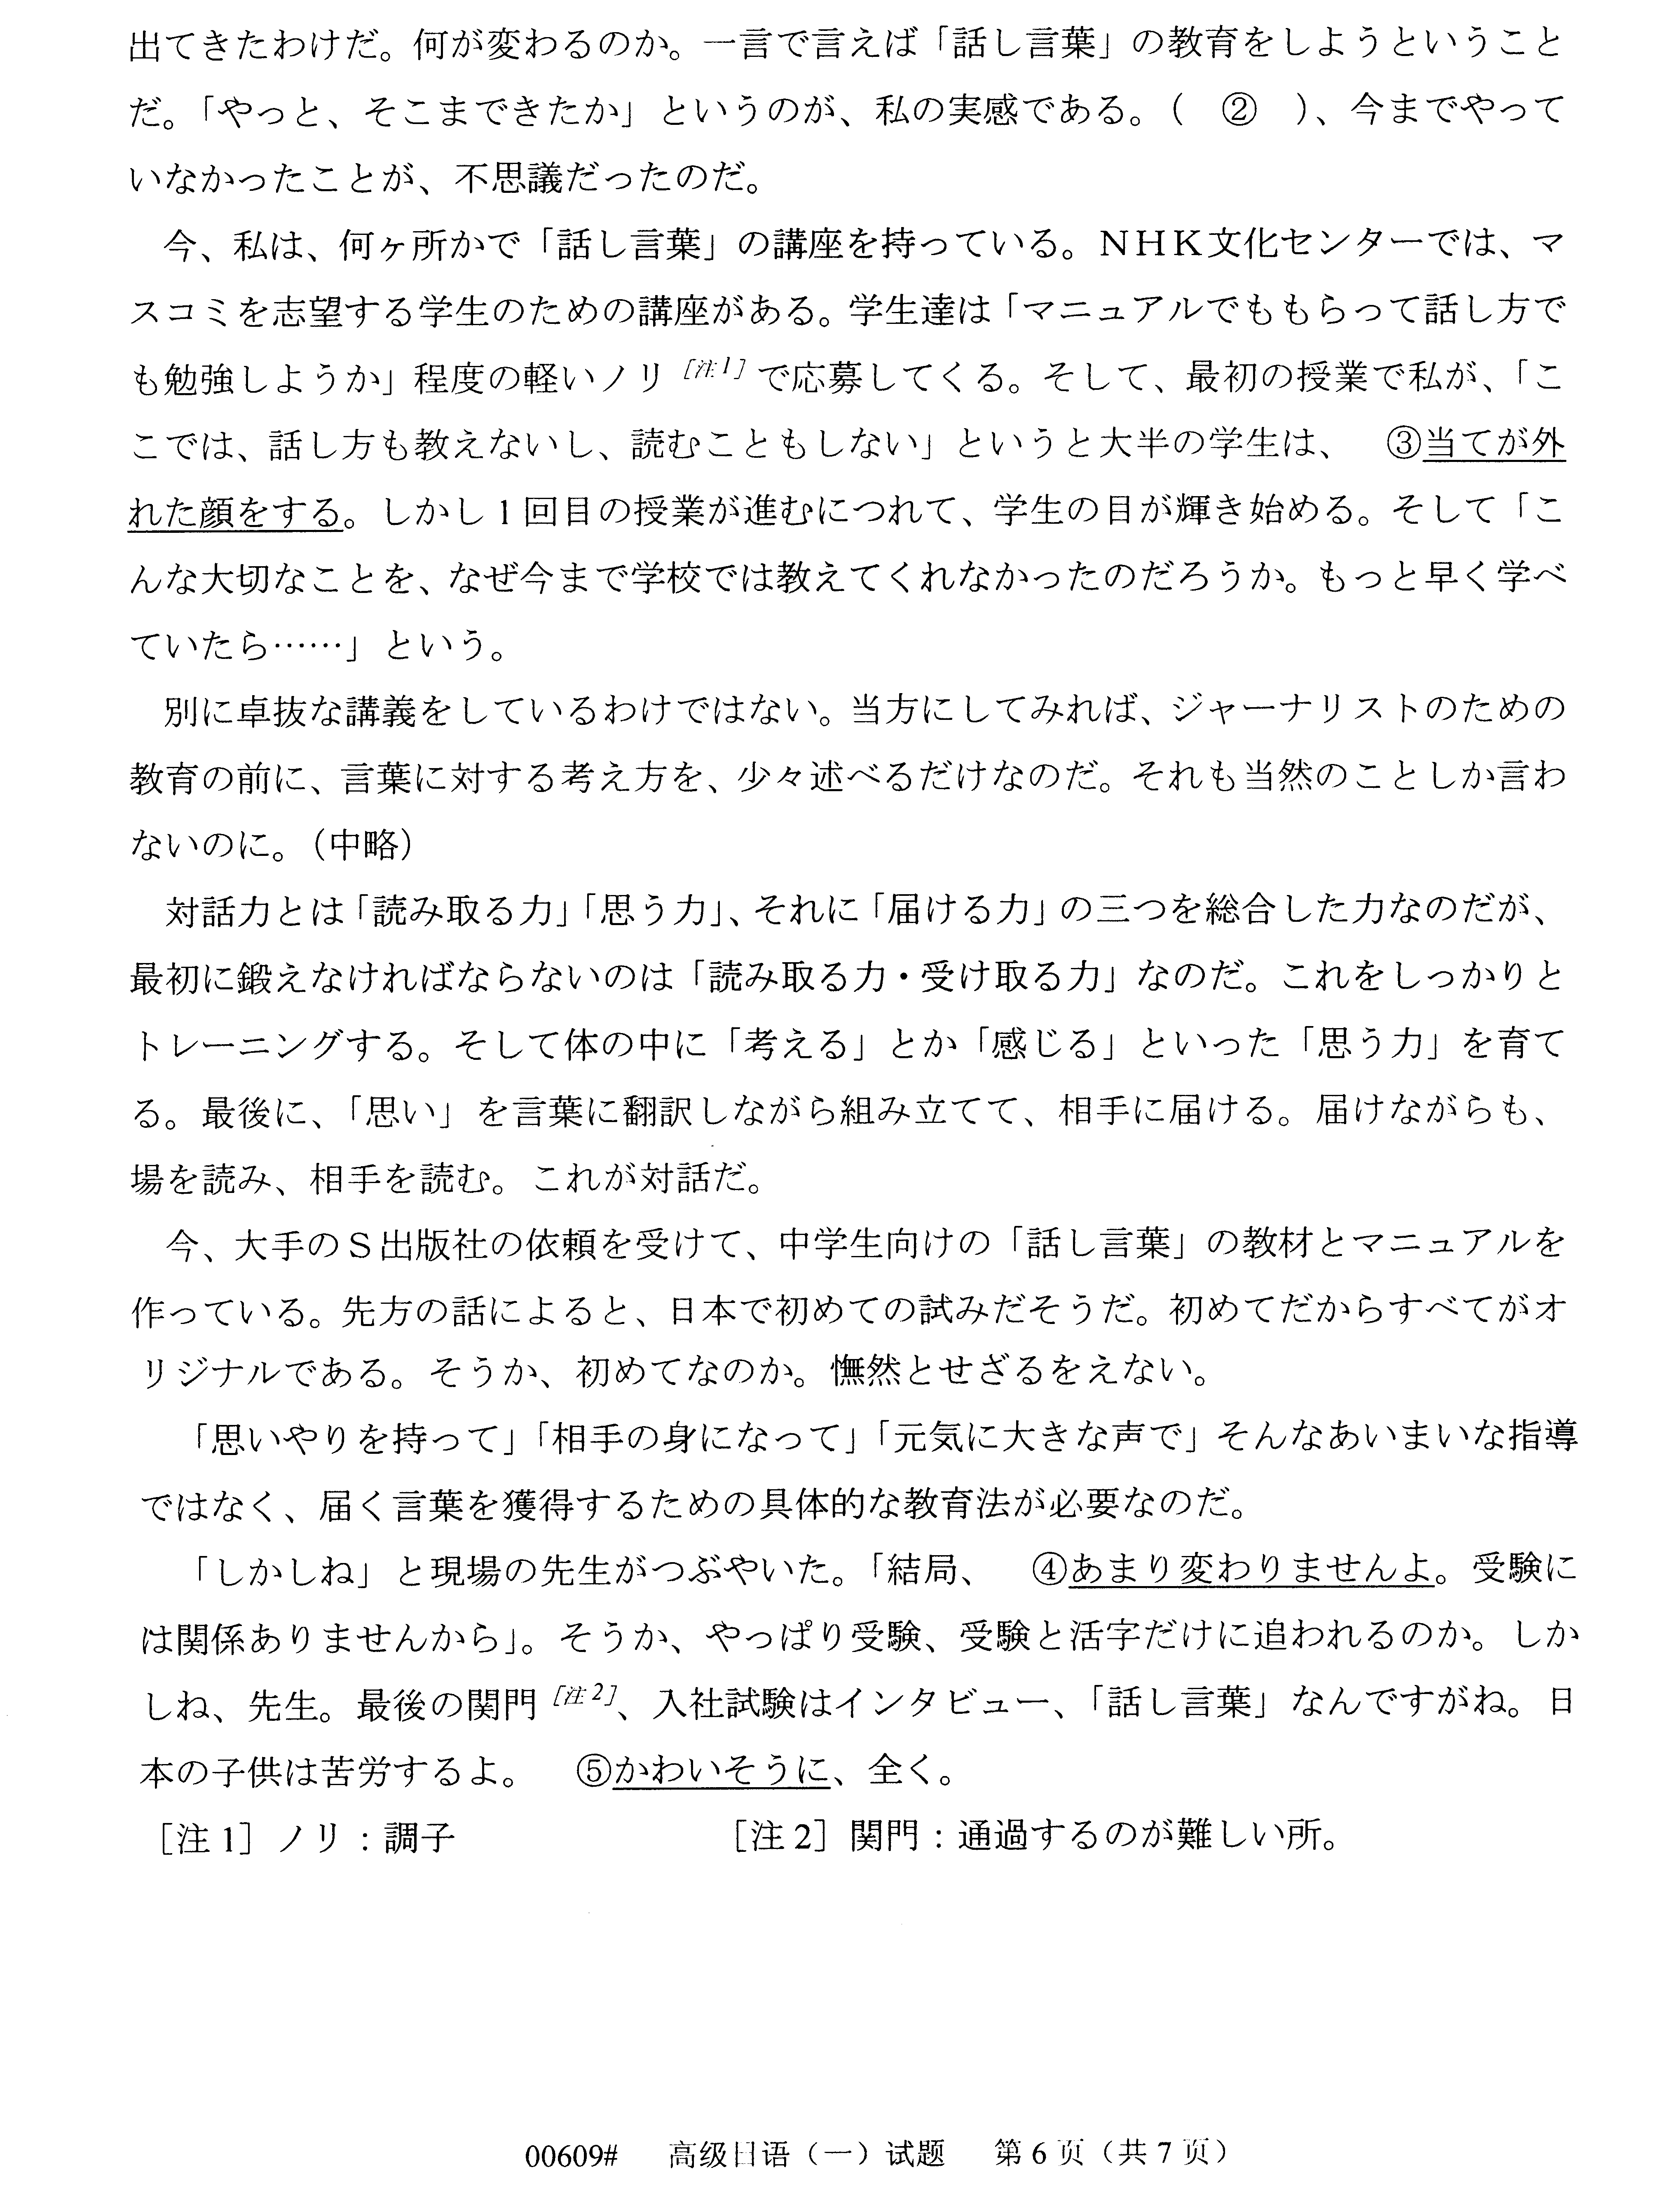 出てきたわけだ。何が変わるのか。一言で言えば「話し言葉」の教育をしようということ
だ。「やっと、そこまできたか」というのが、私の実感である。（　②　）、今までやって
いなかったことが、不思議だったのだ。
今、私は、何ヶ所かで「話し言葉」の講座を持っている。NHK文化センターでは、マ
スコミを志望する学生のための講座がある。学生達は「マニュアルでももらって話し方で
も勉強しようか」程度の軽いノリ［注1］で応募してくる。そして、最初の授業で私が、「こ
こでは、話し方も教えないし、読むこともしない」というと大半の学生は、　③当てが外
れた顔をする。しかし1回目の授業が進むにつれて、学生の目が輝き始める。そして「こ
んな大切なことを、なぜ今まで学校では教えてくれなかったのだろうか。もっと早く学べ
ていたら……」という。
別に卓抜な講義をしているわけではない。当方にしてみれば、ジャーナリストのための
教育の前に、言葉に対する考え方を、少々述べるだけなのだ。それも当然のことしか言わ
ないのに。（中略）
対話力とは「読み取る力」「思う力」、それに「届ける力」の三つを総合した力なのだが、
最初に鍛えなければならないのは「読み取る力・受け取る力」なのだ。これをしっかりと
トレーニングする。そして体の中に「考える」とか「感じる」といった「思う力」を育て
る。最後に、「思い」を言葉に翻訳しながら組み立てて、相手に届ける。届けながらも、
場を読み、相手を読む。これが対話だ。
今、大手のS出版社の依頼を受けて、中学生向けの「話し言葉」の教材とマニュアルを
作っている。先方の話によると、日本で初めての試みだそうだ。初めてだからすべてがオ
リジナルである。そうか、初めてなのか。憮然とせざるをえない。
「思いやりを持って」「相手の身になって」「元気に大きな声で」そんなあいまいな指導
ではなく、届く言葉を獲得するための具体的な教育法が必要なのだ。
「しかしね」と現場の先生がつぶやいた。「結局、　④あまり変わりませんよ。受験に
は関係ありませんから」。そうか、やっぱり受験、受験と活字だけに追われるのか。しか
しね、先生。最後の関門［注2］、入社試験はインタビュー、「話し言葉」なんですがね。日
本の子供は苦労するよ。　⑤かわいそうに、全く。
［注1］ノリ：調子　［注2］関門：通過するのが難しい所。
00609#　高级日语（一）试题　第6页（共7页）